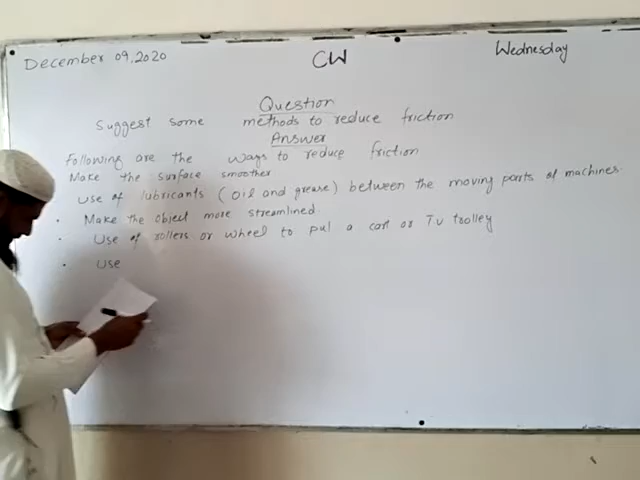 December 09, 2020 CW Wednesday
Question
Suggest some methods to reduce friction
Answer
Following are the ways to reduce friction
Make the surface smoother
Use of lubricants (oil and grease) between the moving parts of machines.
• Make the object more streamlined
• Use of rollers or wheel to pul a cart or TV trolley
• Use